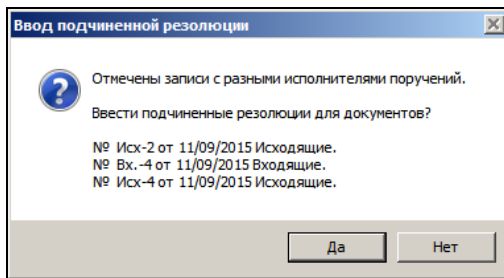 Ввод подчиненной резолюции
Отмечены записи с разными исполнителями поручений.
Ввести подчиненные резолюции для документов?
№ Исх-2 от 11/09/2015 Исходящие.
№ Вх.-4 от 11/09/2015 Входящие.
№ Исх-4 от 11/09/2015 Исходящие.
Да
Нет